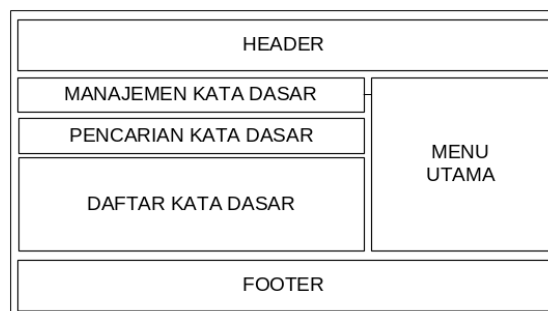 HEADER
MANAJEMEN KATA DASAR
PENCARIAN KATA DASAR
DAFTAR KATA DASAR
MENU
UTAMA
FOOTER